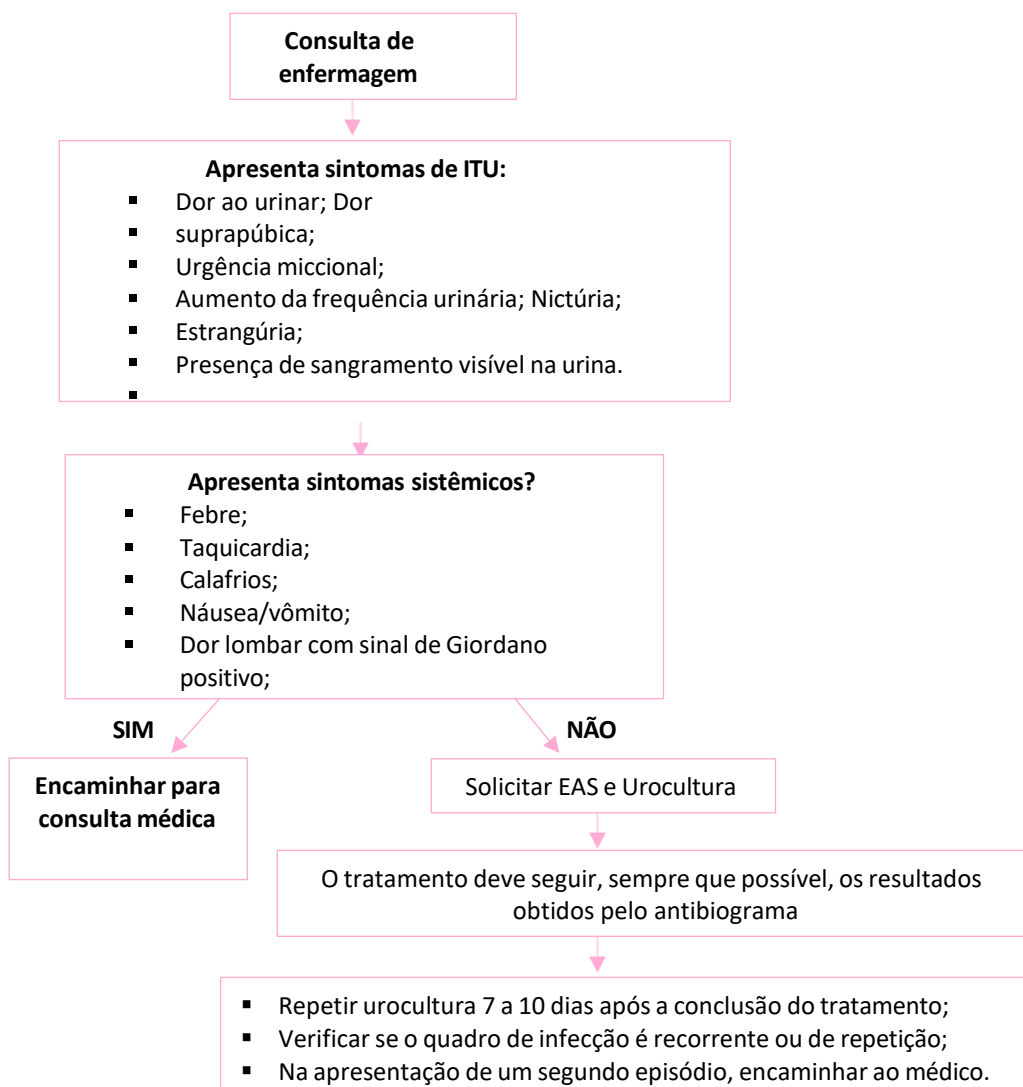 Consulta de
enfermagem
Apresenta sintomas de ITU:
▪ Dor ao urinar; Dor
▪ suprapúbica;
▪ Urgência miccional;
▪ Aumento da frequência urinária; Nictúria;
▪ Estrangúria;
▪ Presença de sangramento visível na urina.
▪
Apresenta sintomas sistêmicos?
▪ Febre;
▪ Taquicardia;
▪ Calafrios;
▪ Náusea/vômito;
▪ Dor lombar com sinal de Giordano
positivo;
SIM
NÃO
Encaminhar para
consulta médica
Solicitar EAS e Urocultura
O tratamento deve seguir, sempre que possível, os resultados
obtidos pelo antibiograma
▪ Repetir urocultura 7 a 10 dias após a conclusão do tratamento;
▪ Verificar se o quadro de infecção é recorrente ou de repetição;
▪ Na apresentação de um segundo episódio, encaminhar ao médico.